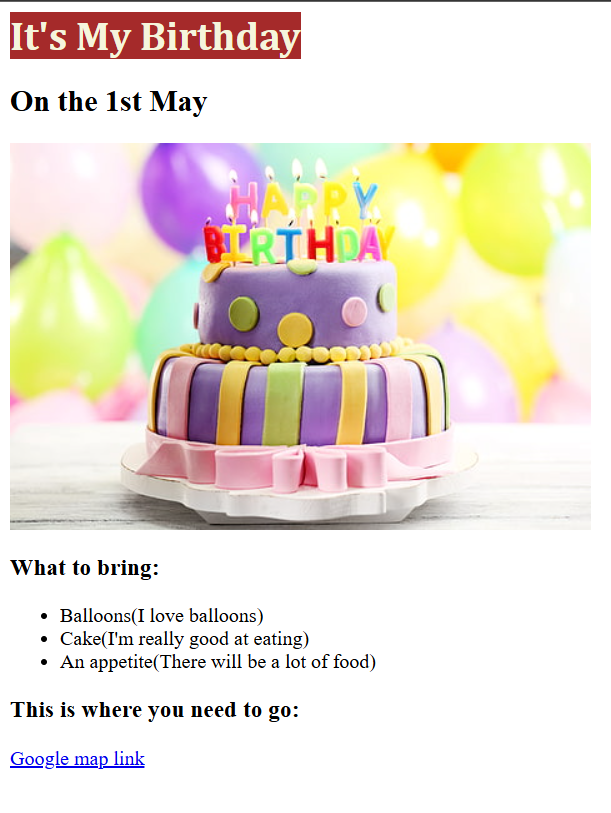 It's My Birthday
On the 1st May
HAPPY
BIRTHDAY
What to bring:
Balloons(I love balloons)
Cake(I'm really good at eating)
An appetite(There will be a lot of food)
This is where you need to go:
Google map link